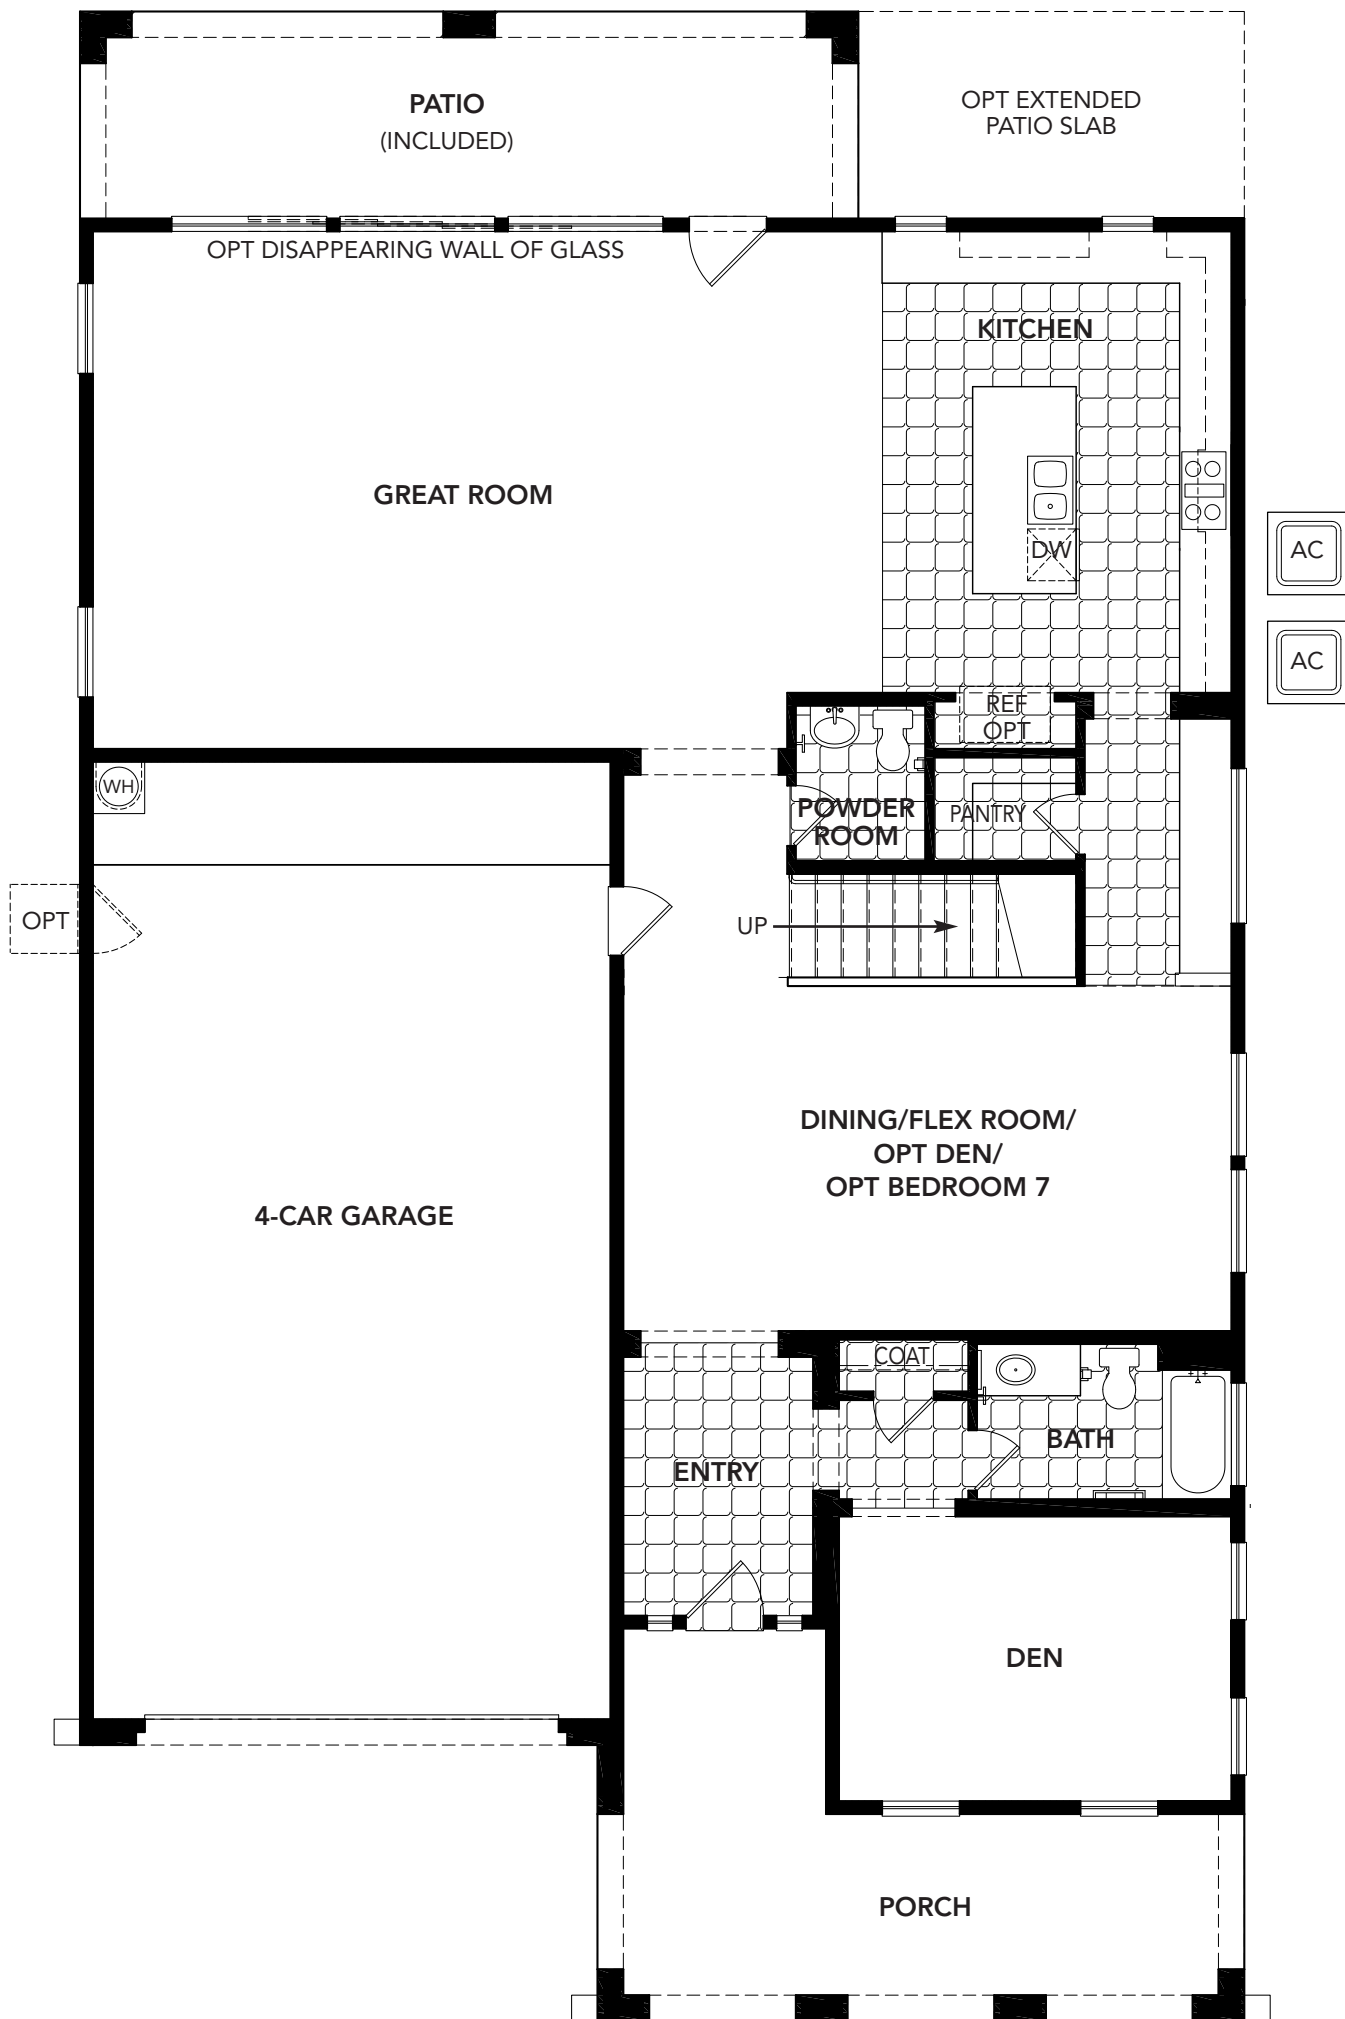 PATIO
(INCLUDED)
OPT EXTENDED
PATIO SLAB
OPT DISAPPEARING WALL OF GLASS
KITCHEN
GREAT ROOM
DW
AC
AC
REF
OPT
WH
POWDER
ROOM
PANTRY
OPT
UP
DINING/FLEX ROOM/
OPT DEN/
OPT BEDROOM 7
4-CAR GARAGE
COAT
BATH
ENTRY
DEN
PORCH